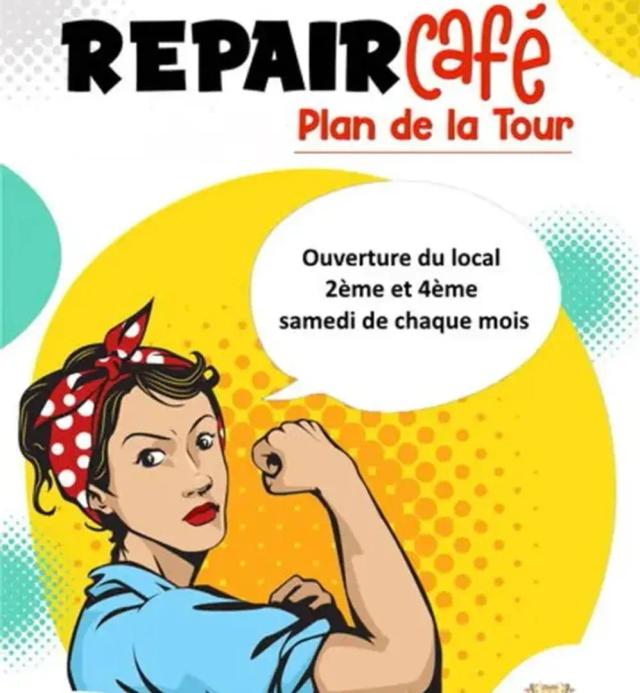 REPAIR Café
Plan de la Tour
Ouverture du local
2ème et 4ème
samedi de chaque mois